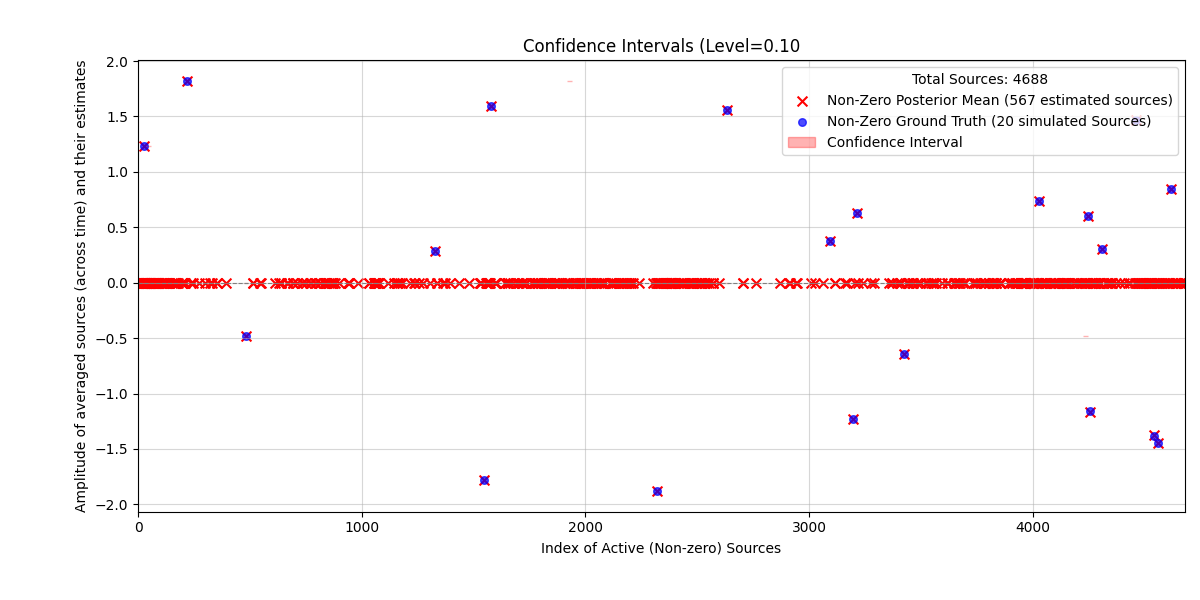 Confidence Intervals (Level=0.10
Amplitude of averaged sources (across time) and their estimates
2.0
1.5
1.0
0.5
0.0
−0.5
−1.0
−1.5
−2.0
Total Sources: 4688
Non-Zero Posterior Mean (567 estimated sources)
Non-Zero Ground Truth (20 simulated Sources)
Confidence Interval
0
1000
2000
3000
4000
Index of Active (Non-zero) Sources